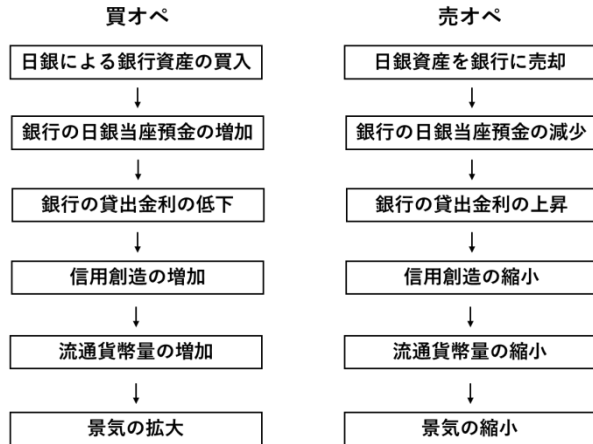 買オペ
日銀による銀行資産の買入
銀行の日銀当座預金の増加
銀行の貸出金利の低下
信用創造の増加
流通貨幣量の増加
景気の拡大
売オペ
日銀資産を銀行に売却
銀行の日銀当座預金の減少
銀行の貸出金利の上昇
信用創造の縮小
流通貨幣量の縮小
景気の縮小